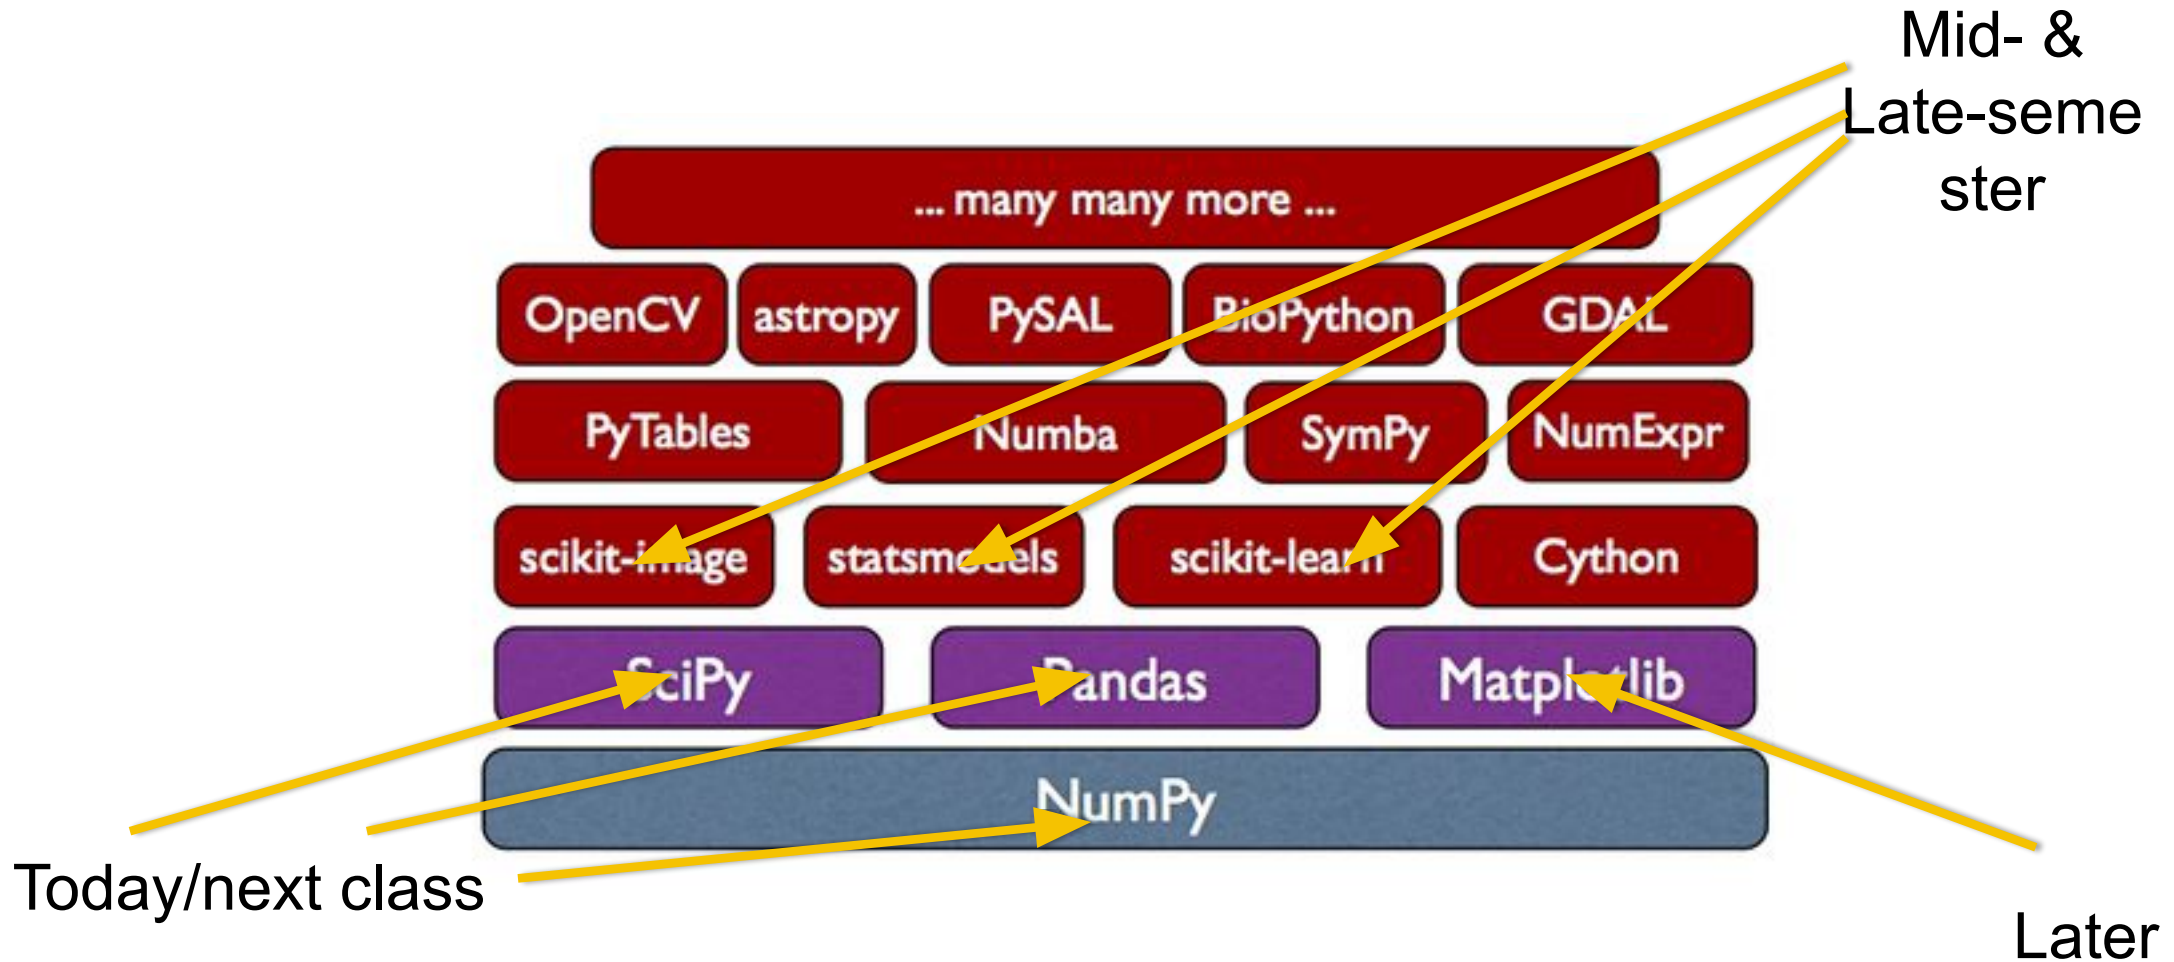 Mid- &
Late-seme
ster
... many many more ...
OpenCV astropy PySAL BioPython GDAL
PyTables Numba SymPy NumExpr
scikit-image statsmodels scikit-learn Cython
SciPy Pandas Matplotlib
NumPy
Today/next class
Later